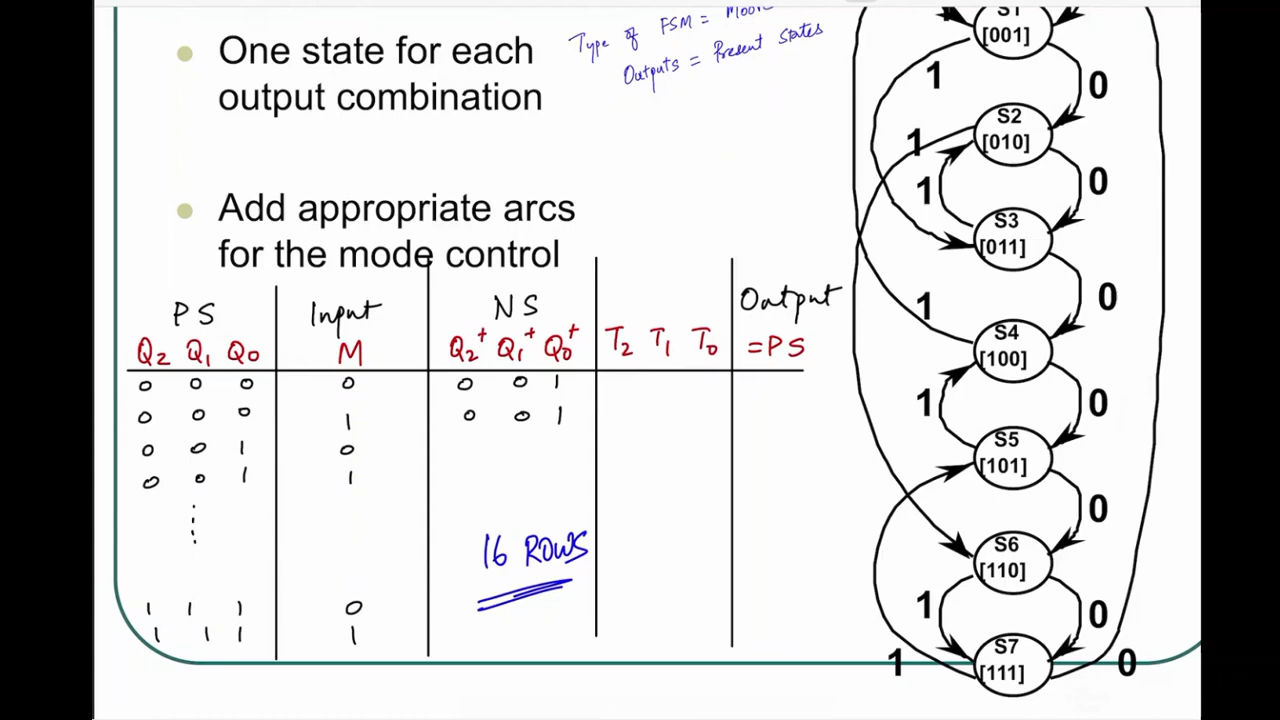 One state for each
output combination
Type of FSM = Moore
Outputs = Present states
Add appropriate arcs
for the mode control
PS Input NS Output
Q2 Q1 Q0 M Q2+ Q1+ Q0+ T2 T1 T0 =PS
0 0 0 0 0 0 1
0 0 0 1 0 0 1
0 0 1 0
0 0 1 1
16 ROWS
1 1 1 0
1 1 1 1
S1
[001]
1 0
S2
[010]
1
1 0
S3
[011]
1 0
S4
[100]
1 0
S5
[101]
0
S6
[110]
1 0
S7
[111]
1 0